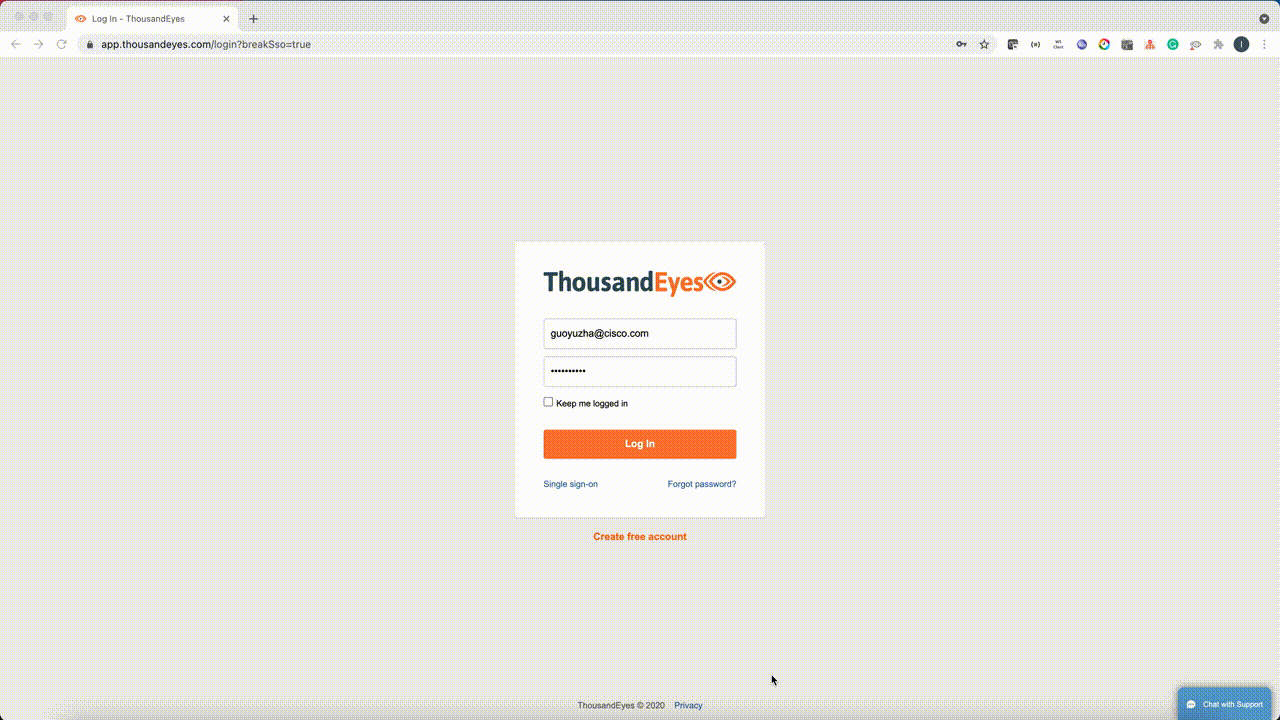 Log In - ThousandEyes
app.thousandeyes.com/login?breakSso=true
ThousandEyes
guoyuzha@cisco.com
••••••••••
Keep me logged in
Log In
Single sign-on
Forgot password?
Create free account
ThousandEyes © 2020 Privacy
Chat with Support